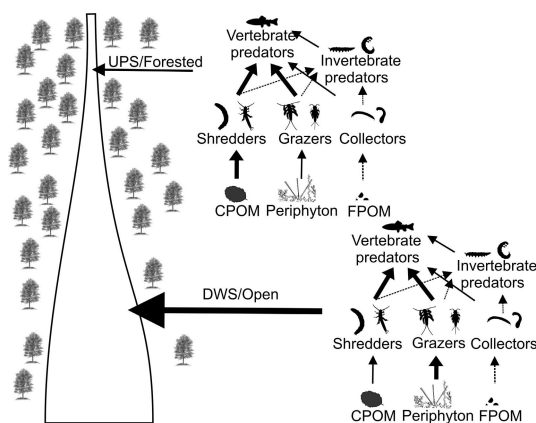 UPS/Forested
Vertebrate
predators
Invertebrate
predators
Shredders Grazers Collectors
CPOM Periphyton FPOM
DWS/Open
Vertebrate
predators
Invertebrate
predators
Shredders Grazers Collectors
CPOM Periphyton FPOM